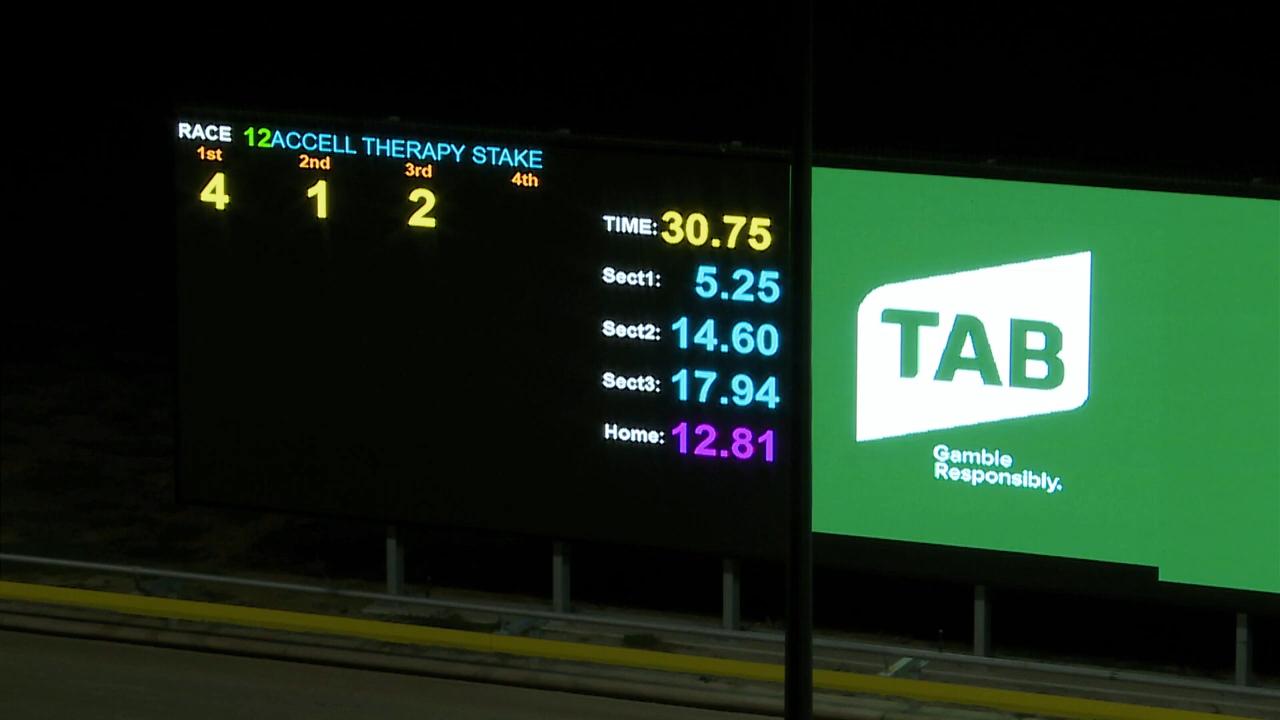 RACE 12ACCELL THERAPY STAKE
1st 2nd 3rd 4th
4 1 2
TIME: 30.75
Sect1: 5.25
Sect2: 14.60
Sect3: 17.94
Home: 12.81
TAB
Gamble
Responsibly.